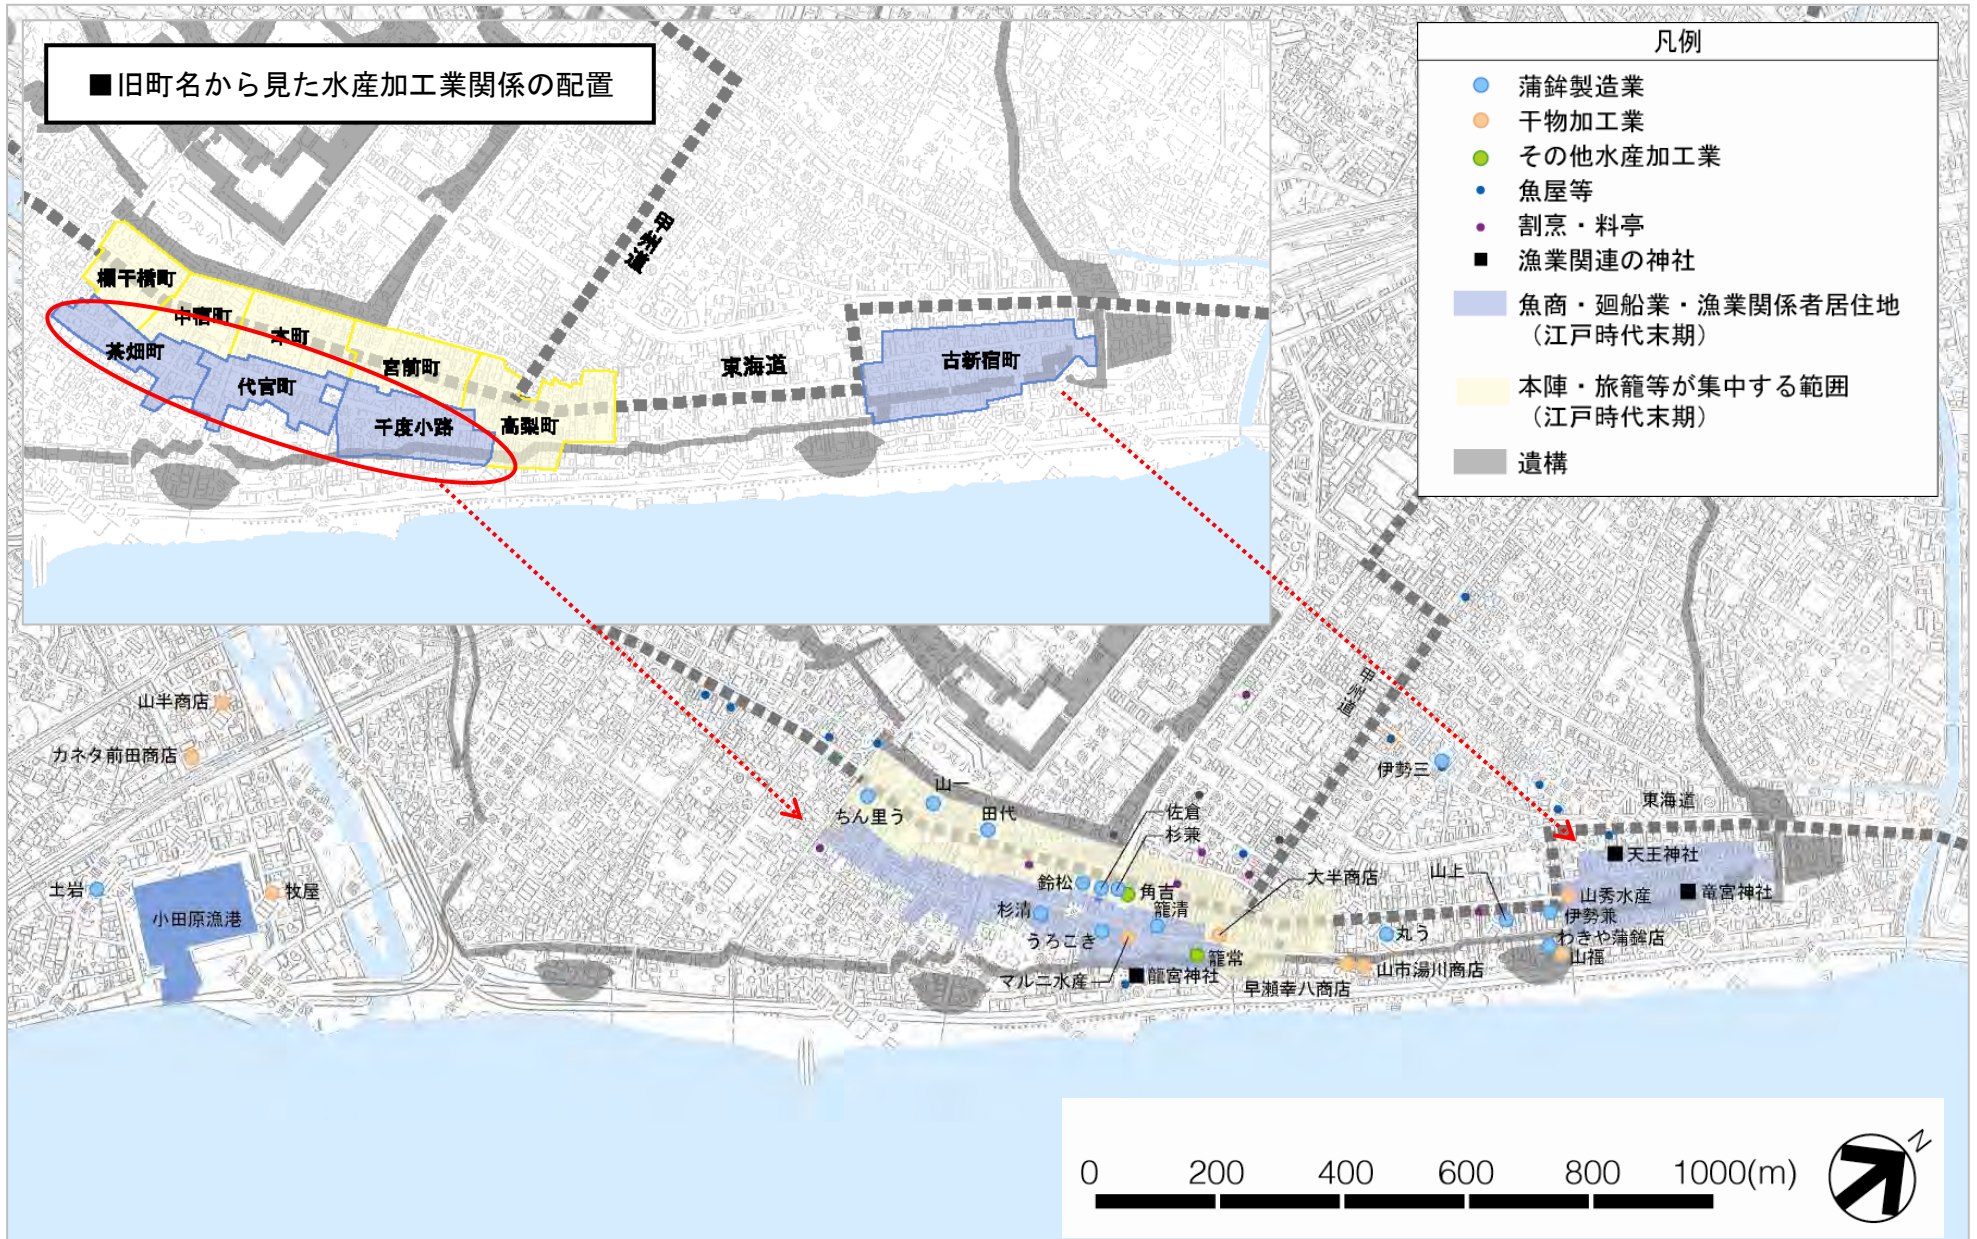 ■旧町名から見た水産加工業関係の配置
甲州道
欄干橋町
中宿町
本町
宮前町
高梨町
茶畑町
代官町
千度小路
東海道
古新宿町
凡例
蒲鉾製造業
干物加工業
その他水産加工業
魚屋等
割烹・料亭
漁業関連の神社
魚商・廻船業・漁業関係者居住地
（江戸時代末期）
本陣・旅籠等が集中する範囲
（江戸時代末期）
遺構
山半商店
カネタ前田商店
土岩
小田原漁港
牧屋
甲州道
伊勢三
東海道
山一
ちん里う
田代
佐倉
杉兼
鈴松
角吉
籠清
杉清
うろこき
マルニ水産
龍宮神社
籠常
大半商店
早瀬幸八商店
山市湯川商店
丸う
山上
天王神社
竜宮神社
山秀水産
伊勢兼
わきや蒲鉾店
山福
0 200 400 600 800 1000(m)
N